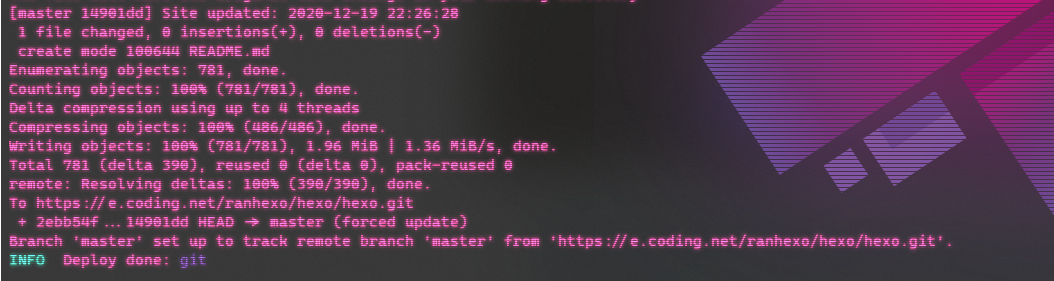 [master 14901dd] Site updated: 2020-12-19 22:26:28
1 file changed, 0 insertions(+), 0 deletions(-)
create mode 100644 README.md
Enumerating objects: 781, done.
Counting objects: 100% (781/781), done.
Delta compression using up to 4 threads
Compressing objects: 100% (486/486), done.
Writing objects: 100% (781/781), 1.96 MiB | 1.36 MiB/s, done.
Total 781 (delta 390), reused 0 (delta 0), pack-reused 0
remote: Resolving deltas: 100% (390/390), done.
To https://e.coding.net/ranhexo/hexo/hexo.git
+ 2ebb54f...14901dd HEAD -> master (forced update)
Branch 'master' set up to track remote branch 'master' from 'https://e.coding.net/ranhexo/hexo/hexo.git'.
INFO  Deploy done: git